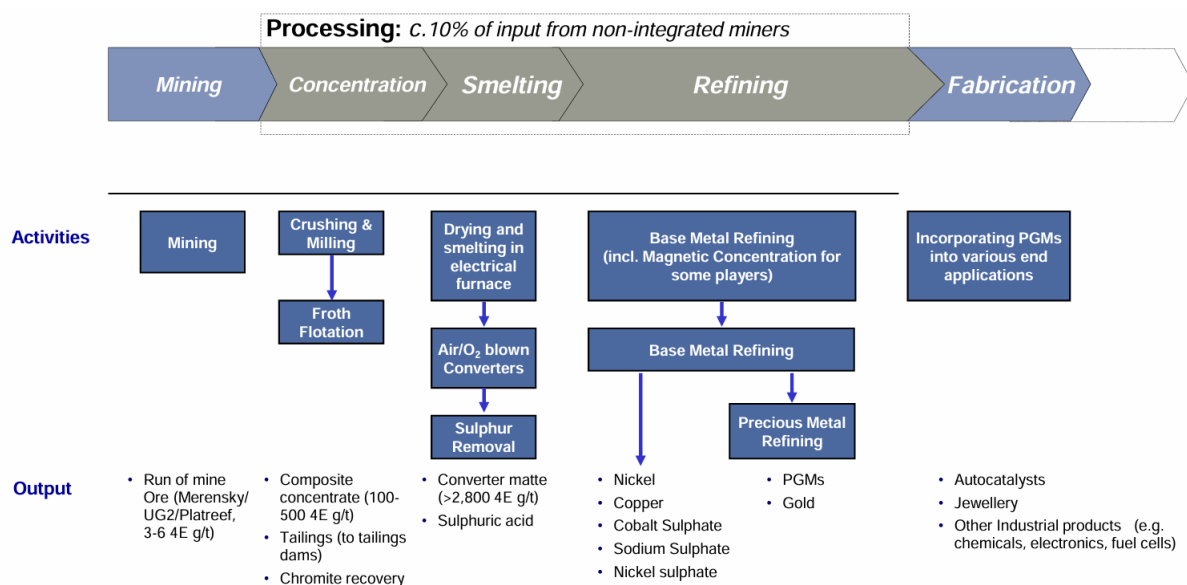 Processing: c.10% of input from non-integrated miners
Mining
Concentration
Smelting
Refining
Fabrication
Activities
Mining
Crushing &
Milling
Froth
Flotation
Drying and
smelting in
electrical
furnace
Air/O₂ blown
Converters
Sulphur
Removal
Base Metal Refining
(incl. Magnetic Concentration for
some players)
Base Metal Refining
Precious Metal
Refining
Incorporating PGMs
into various end
applications
Output
• Run of mine
Ore (Merensky/
UG2/Platreef,
3-6 4E g/t)
• Composite
concentrate (100-
500 4E g/t)
• Tailings (to tailings
dams)
• Chromite recovery
• Converter matte
(>2,800 4E g/t)
• Sulphuric acid
• Nickel
• Copper
• Cobalt Sulphate
• Sodium Sulphate
• Nickel sulphate
• PGMs
• Gold
• Autocatalysts
• Jewellery
• Other Industrial products (e.g.
chemicals, electronics, fuel cells)